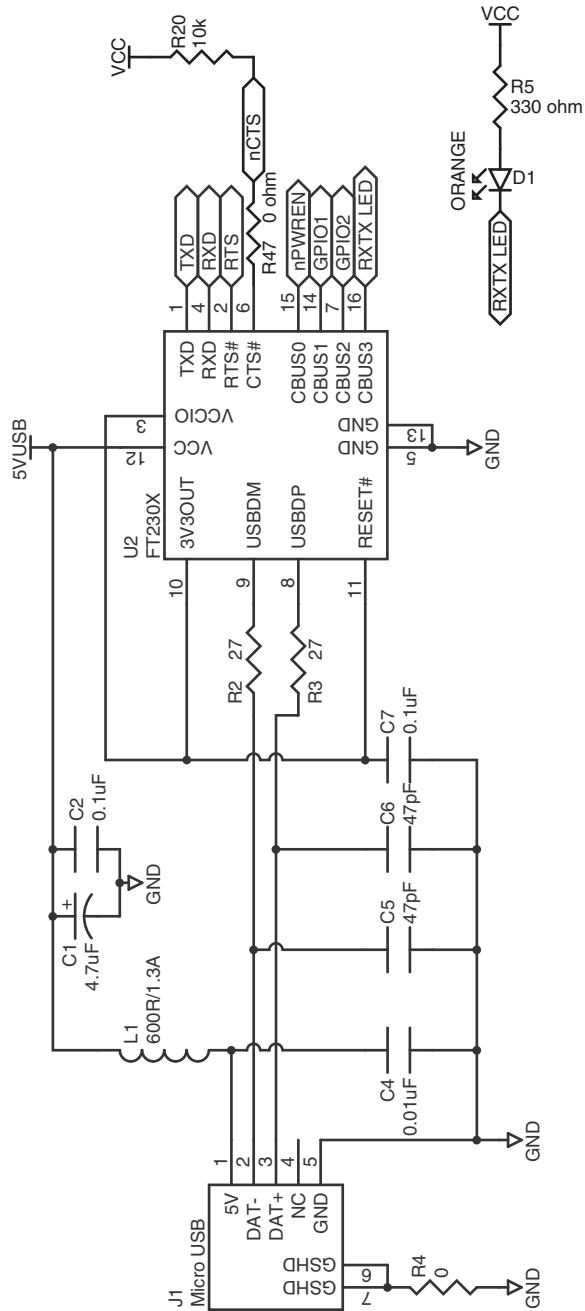 J1
Micro USB
5V
DAT-
DAT+
NC
GND
GSHD
GSHD
1
2
3
4
5
6
7
R4
0
GND
GND
L1
600R/1.3A
C4
0.01uF
C5
47pF
C6
47pF
C7
0.1uF
C1
+
4.7uF
C2
0.1uF
GND
5VUSB
R2
27
R3
27
U2
FT230X
3V3OUT
USBDM
USBDP
RESET#
10
9
8
11
VCC
12
VCCIO
3
GND
GND
5
13
GND
TXD
RXD
RTS#
CTS#
CBUS0
CBUS1
CBUS2
CBUS3
1
4
2
6
15
14
7
16
TXD
RXD
RTS
R47
0 ohm
nCTS
R20
10k
VCC
nPWREN
GPIO1
GPIO2
RXTX LED
RXTX LED
ORANGE
D1
R5
330 ohm
VCC